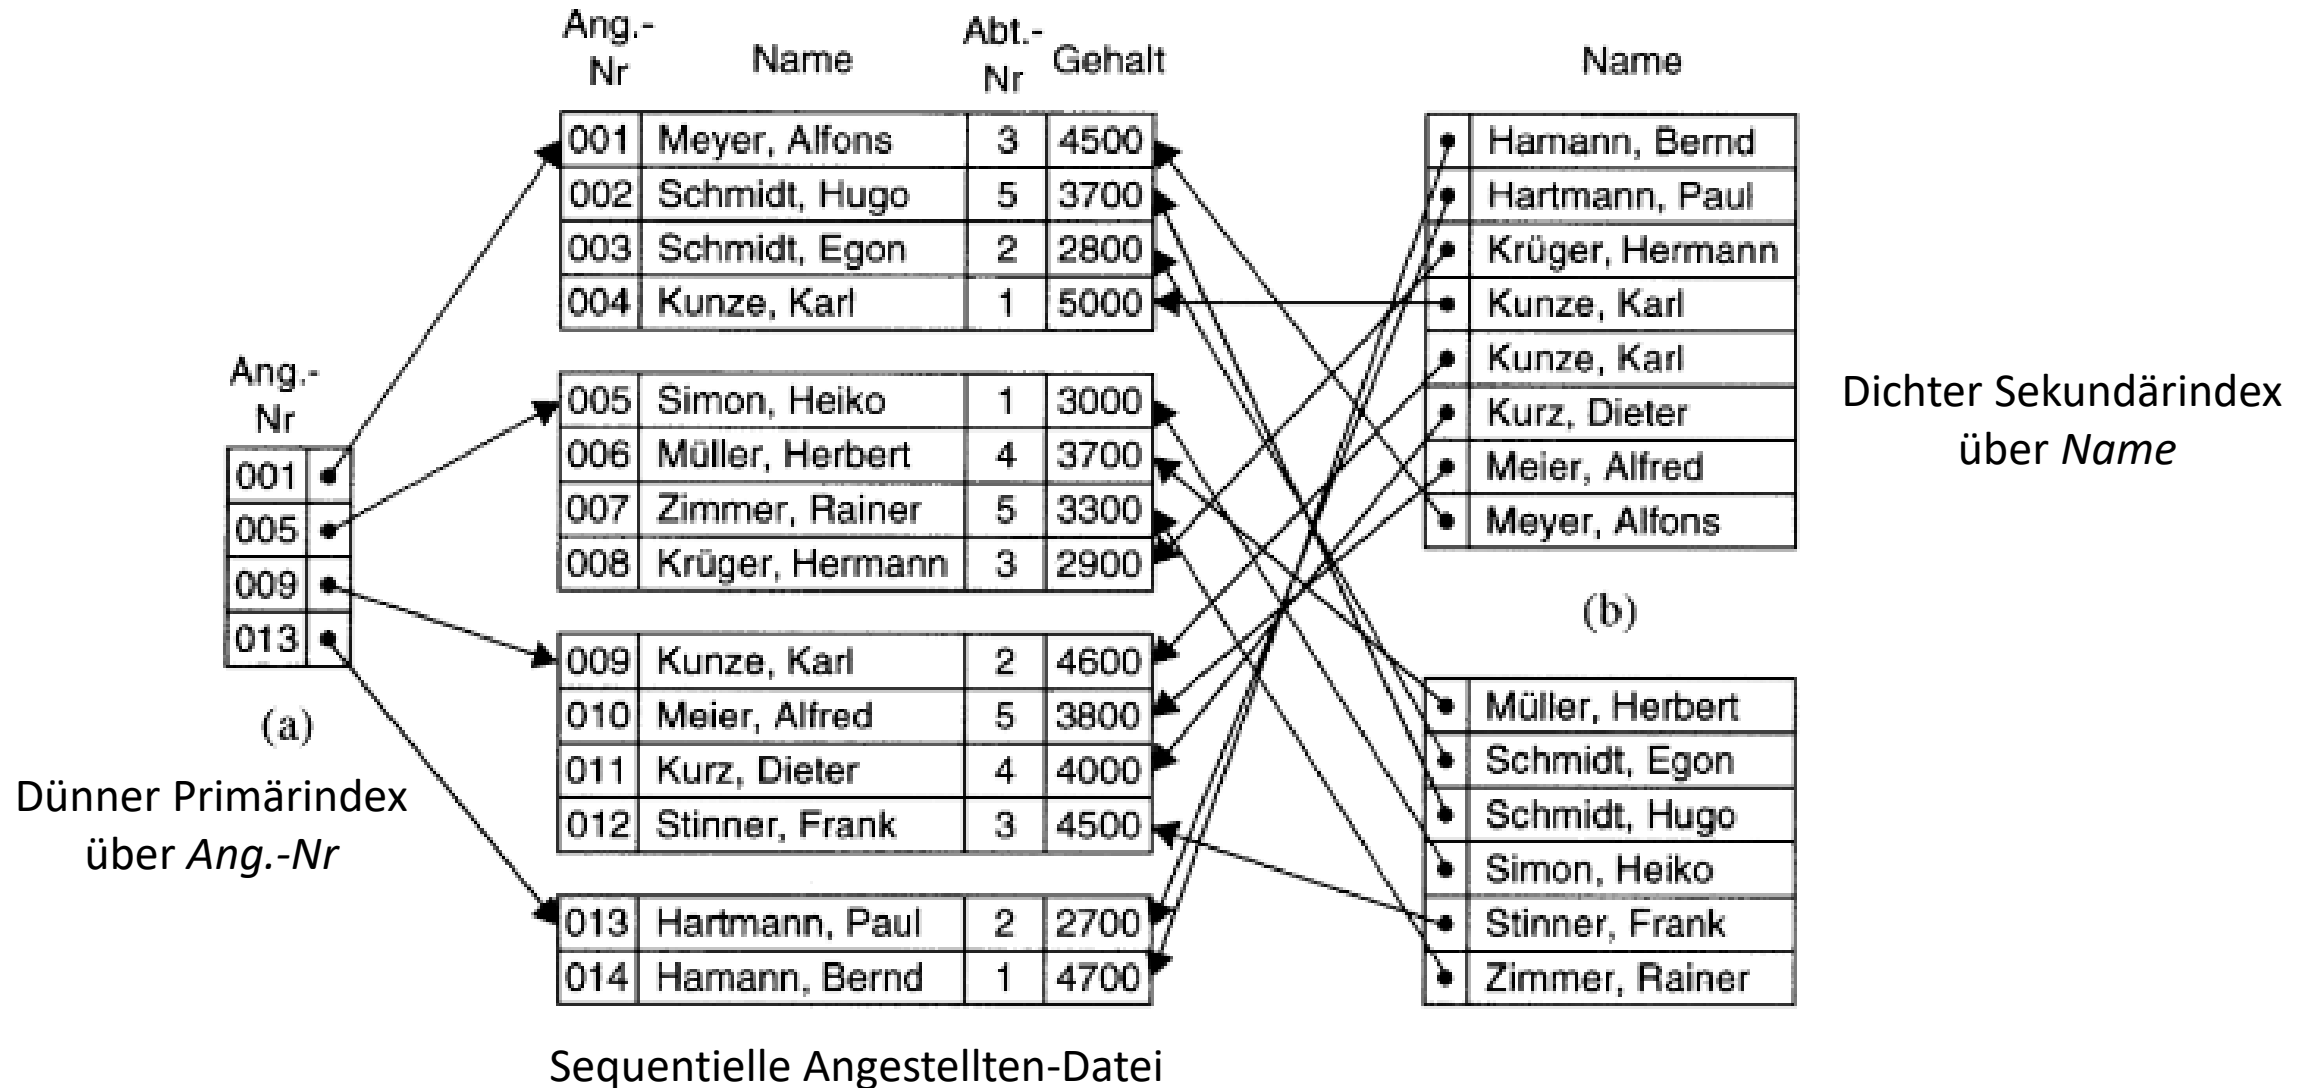 Ang.-
Nr
001
005
009
013
(a)
Dünner Primärindex
über Ang.-Nr
Ang.-
Nr Name Abt.-
Nr Gehalt
001 Meyer, Alfons 3 4500
002 Schmidt, Hugo 5 3700
003 Schmidt, Egon 2 2800
004 Kunze, Karl 1 5000
005 Simon, Heiko 1 3000
006 Müller, Herbert 4 3700
007 Zimmer, Rainer 5 3300
008 Krüger, Hermann 3 2900
009 Kunze, Karl 2 4600
010 Meier, Alfred 5 3800
011 Kurz, Dieter 4 4000
012 Stinner, Frank 3 4500
013 Hartmann, Paul 2 2700
014 Hamann, Bernd 1 4700
Sequentielle Angestellten-Datei
Name
Hamann, Bernd
Hartmann, Paul
Krüger, Hermann
Kunze, Karl
Kunze, Karl
Kurz, Dieter
Meier, Alfred
Meyer, Alfons
(b)
Müller, Herbert
Schmidt, Egon
Schmidt, Hugo
Simon, Heiko
Stinner, Frank
Zimmer, Rainer
Dichter Sekundärindex
über Name